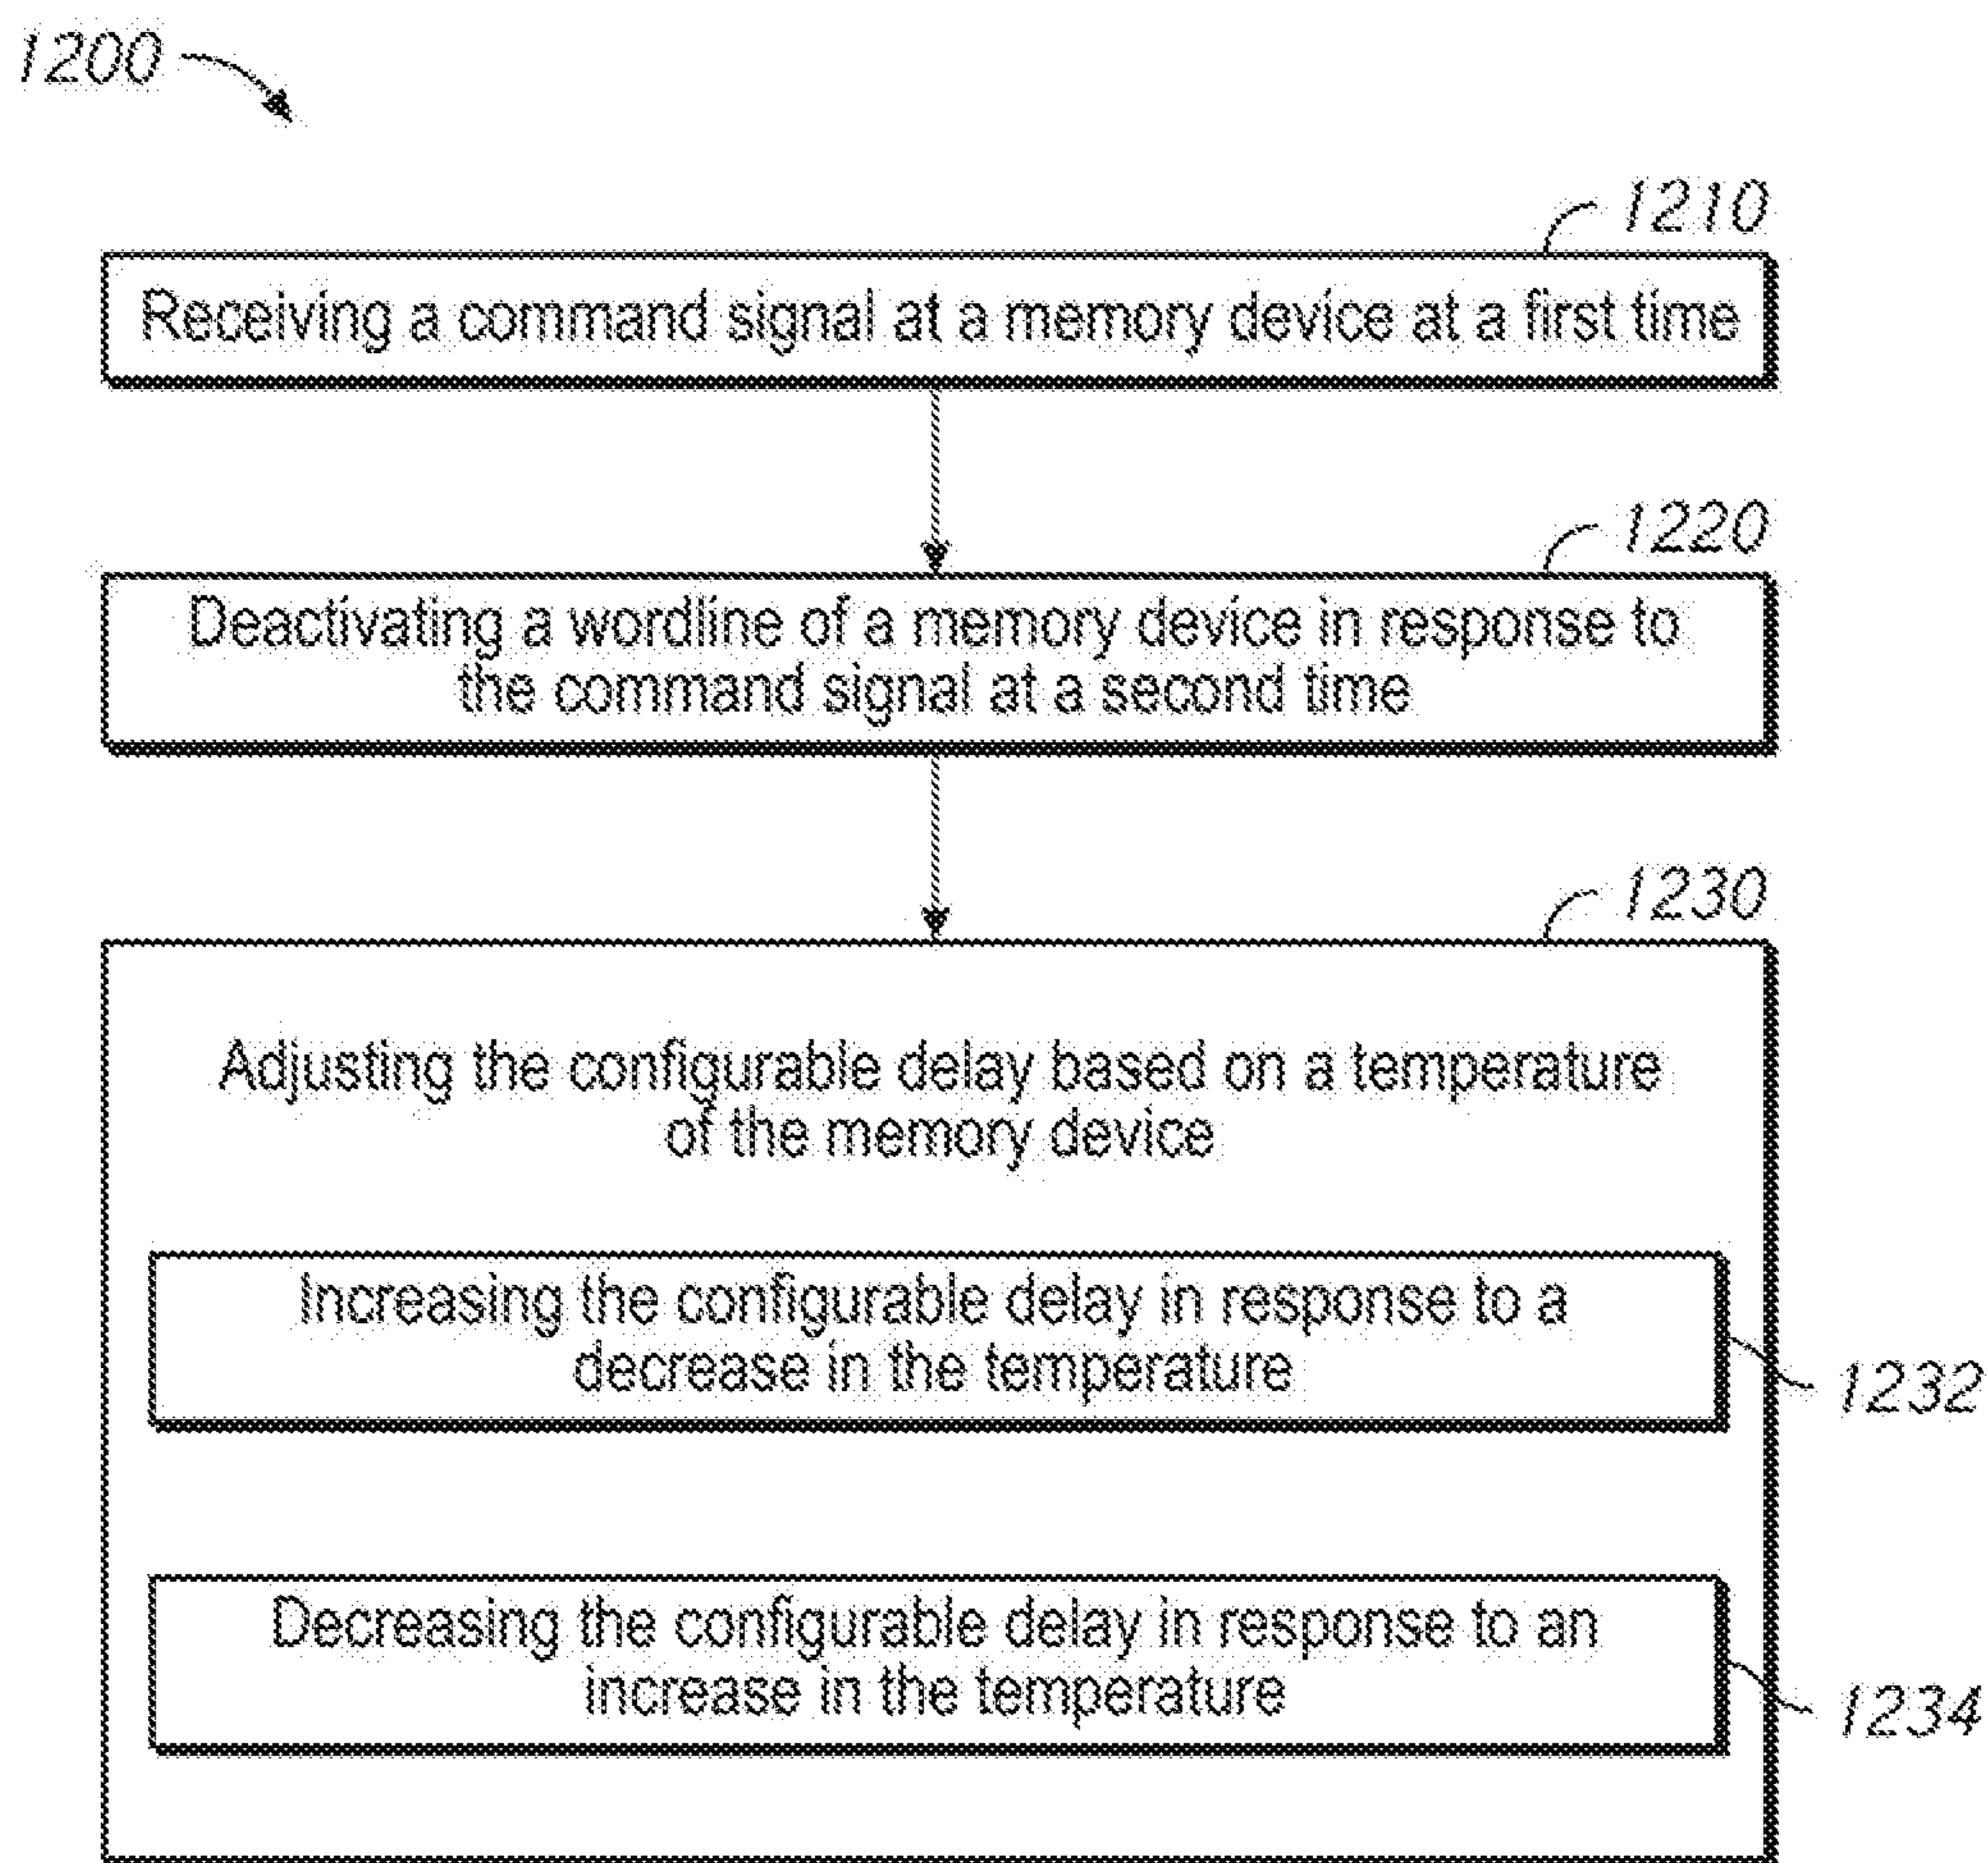 1200
1210
Receiving a command signal at a memory device at a first time
1220
Deactivating a wordline of a memory device in response to
the command signal at a second time
1230
Adjusting the configurable delay based on a temperature
of the memory device
Increasing the configurable delay in response to a
decrease in the temperature
1232
Decreasing the configurable delay in response to an
increase in the temperature
1234